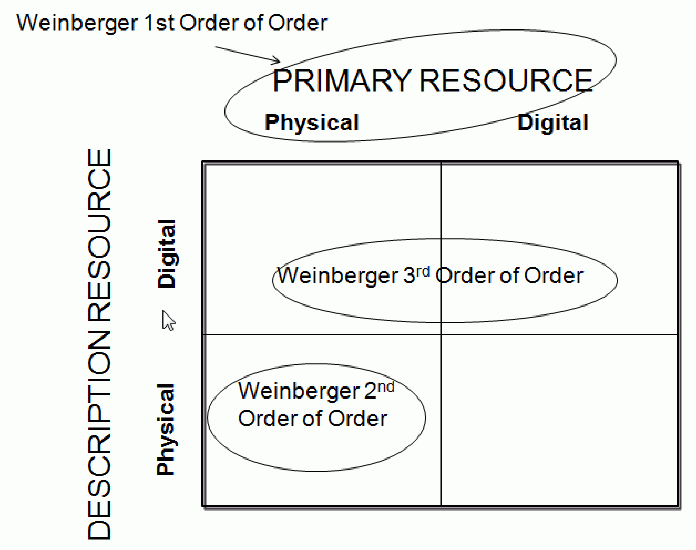 Weinberger 1st Order of Order
PRIMARY RESOURCE
Physical Digital
DESCRIPTION RESOURCE
Digital
Weinberger 3rd Order of Order
Physical
Weinberger 2nd
Order of Order